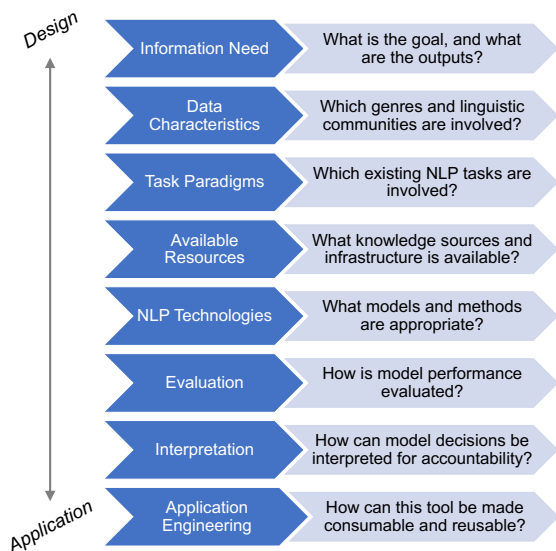 Design
Information Need
What is the goal, and what
are the outputs?
Data
Characteristics
Which genres and linguistic
communities are involved?
Task Paradigms
Which existing NLP tasks are
involved?
Available
Resources
What knowledge sources and
infrastructure is available?
NLP Technologies
What models and methods
are appropriate?
Evaluation
How is model performance
evaluated?
Interpretation
How can model decisions be
interpreted for accountability?
Application
Application
Engineering
How can this tool be made
consumable and reusable?